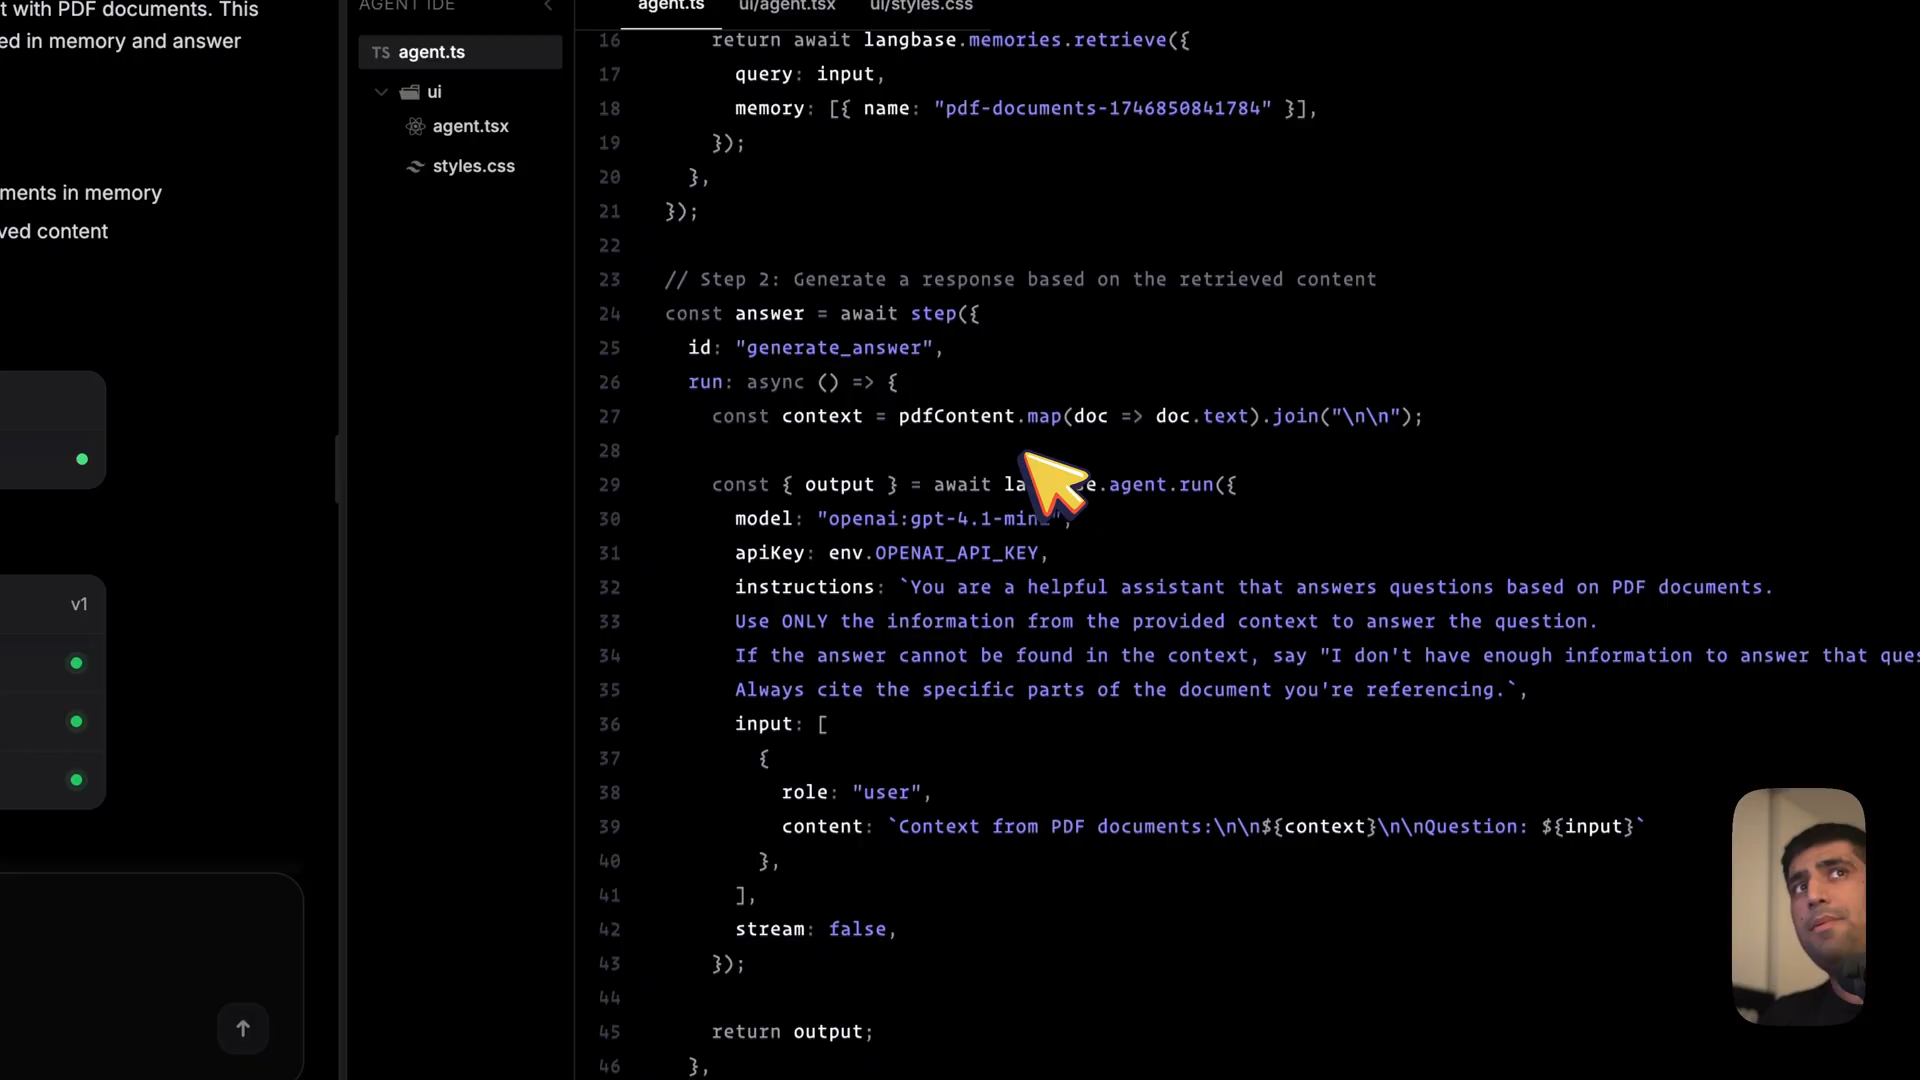 t with PDF documents. This
ed in memory and answer
ments in memory
ved content
v1
AGENT IDE
TS agent.ts
ui
agent.tsx
styles.css
agent.ts ui/agent.tsx ui/styles.css
16 return await langbase.memories.retrieve({
17 query: input,
18 memory: [{ name: "pdf-documents-1746850841784" }],
19 });
20 },
21 });
22
23 // Step 2: Generate a response based on the retrieved content
24 const answer = await step({
25 id: "generate_answer",
26 run: async () => {
27 const context = pdfContent.map(doc => doc.text).join("\n\n");
28
29 const { output } = await la e.agent.run({
30 model: "openai:gpt-4.1-min ",
31 apiKey: env.OPENAI_API_KEY,
32 instructions: `You are a helpful assistant that answers questions based on PDF documents.
33 Use ONLY the information from the provided context to answer the question.
34 If the answer cannot be found in the context, say "I don't have enough information to answer that ques
35 Always cite the specific parts of the document you're referencing.`,
36 input: [
37 {
38 role: "user",
39 content: `Context from PDF documents:\n\n${context}\n\nQuestion: ${input}`
40 },
41 ],
42 stream: false,
43 });
44
45 return output;
46 },